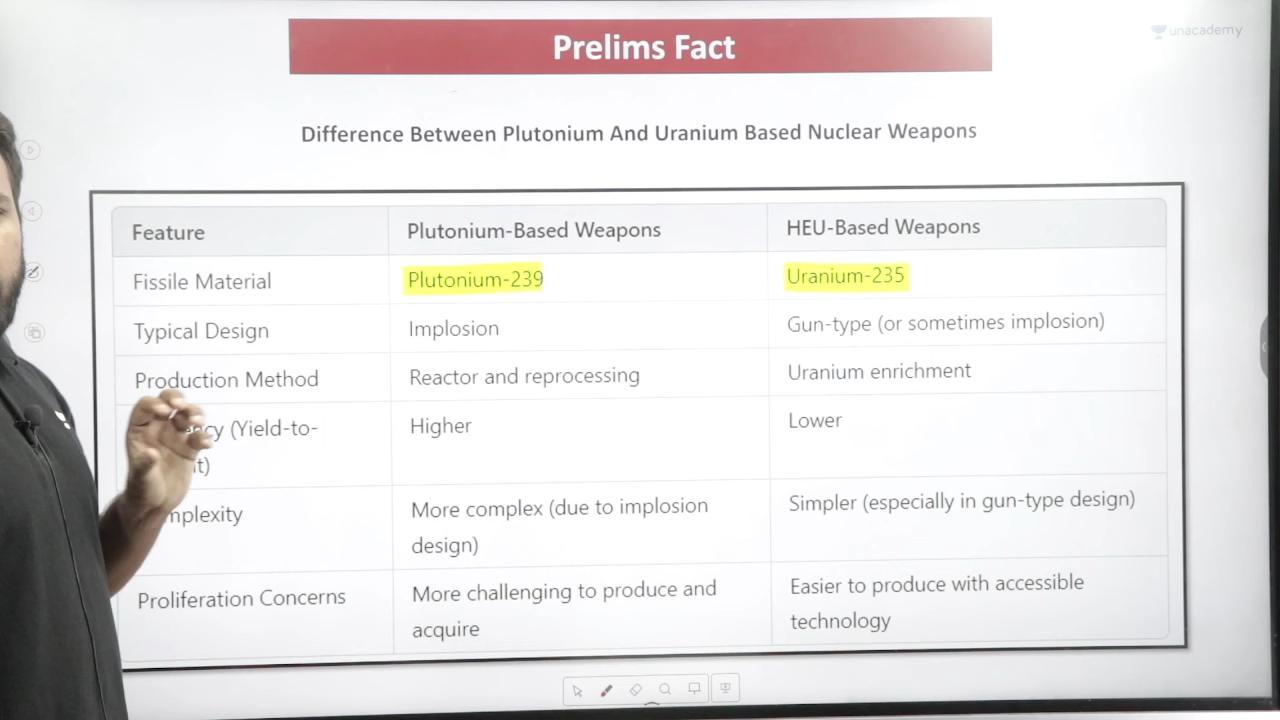 Prelims Fact
unacademy
Difference Between Plutonium And Uranium Based Nuclear Weapons
Feature
Plutonium-Based Weapons
HEU-Based Weapons
Fissile Material
Plutonium-239
Uranium-235
Typical Design
Implosion
Gun-type (or sometimes implosion)
Production Method
Reactor and reprocessing
Uranium enrichment
(Yield-to-
Higher
Lower
More complex (due to implosion
design)
Simpler (especially in gun-type design)
Proliferation Concerns
More challenging to produce and
acquire
Easier to produce with accessible
technology